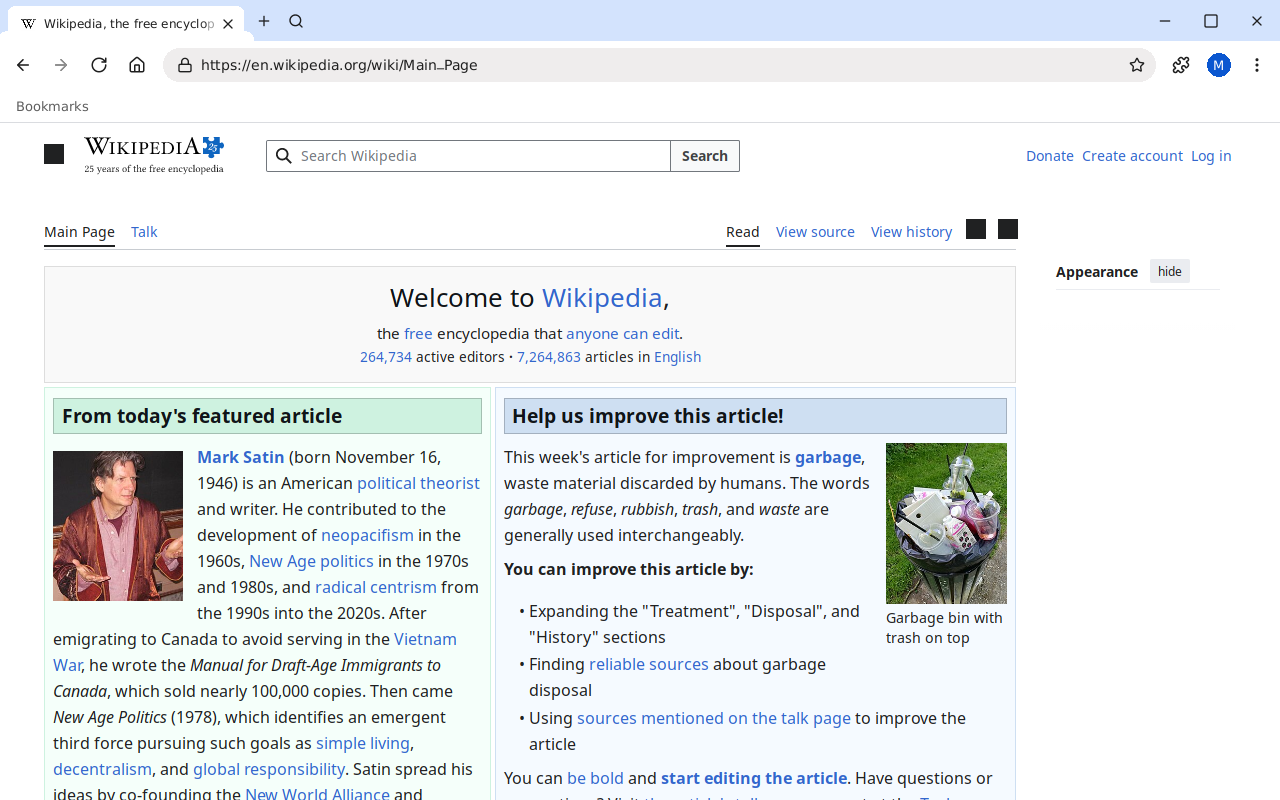 Wikipedia, the free encyclop
https://en.wikipedia.org/wiki/Main_Page
M
Bookmarks
WIKIPEDIA 25
25 years of the free encyclopedia
Search Wikipedia
Search
Donate Create account Log in
Main Page Talk
Read View source View history
Appearance hide
Welcome to Wikipedia,
the free encyclopedia that anyone can edit.
264,734 active editors · 7,264,863 articles in English
From today's featured article
Mark Satin (born November 16,
1946) is an American political theorist
and writer. He contributed to the
development of neopacifism in the
1960s, New Age politics in the 1970s
and 1980s, and radical centrism from
the 1990s into the 2020s. After
emigrating to Canada to avoid serving in the Vietnam
War, he wrote the Manual for Draft-Age Immigrants to
Canada, which sold nearly 100,000 copies. Then came
New Age Politics (1978), which identifies an emergent
third force pursuing such goals as simple living,
decentralism, and global responsibility. Satin spread his
ideas by co-founding the New World Alliance and
Help us improve this article!
This week's article for improvement is garbage,
waste material discarded by humans. The words
garbage, refuse, rubbish, trash, and waste are
generally used interchangeably.
Garbage bin with
trash on top
You can improve this article by:
• Expanding the "Treatment", "Disposal", and
"History" sections
• Finding reliable sources about garbage
disposal
• Using sources mentioned on the talk page to improve the
article
You can be bold and start editing the article. Have questions or